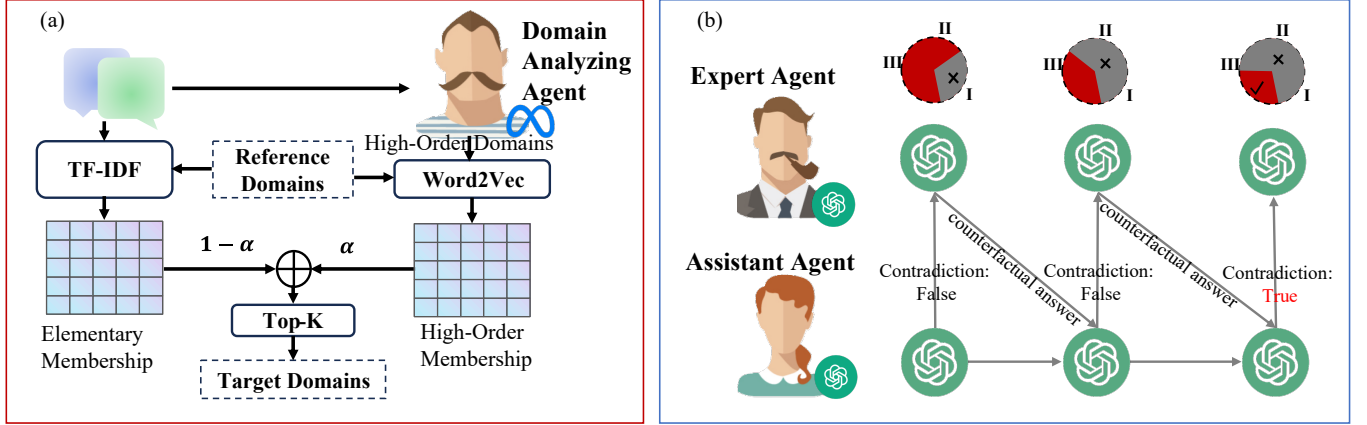 (a)
Domain
Analyzing
Agent
High-Order Domains
TF-IDF
Reference
Domains
Word2Vec
1 − α
α
Elementary
Membership
Top-K
High-Order
Membership
Target Domains
(b)
Expert Agent
Assistant Agent
II
III
I
II
III
I
II
III
I
counterfactual answer
counterfactual answer
Contradiction:
False
Contradiction:
False
Contradiction:
True